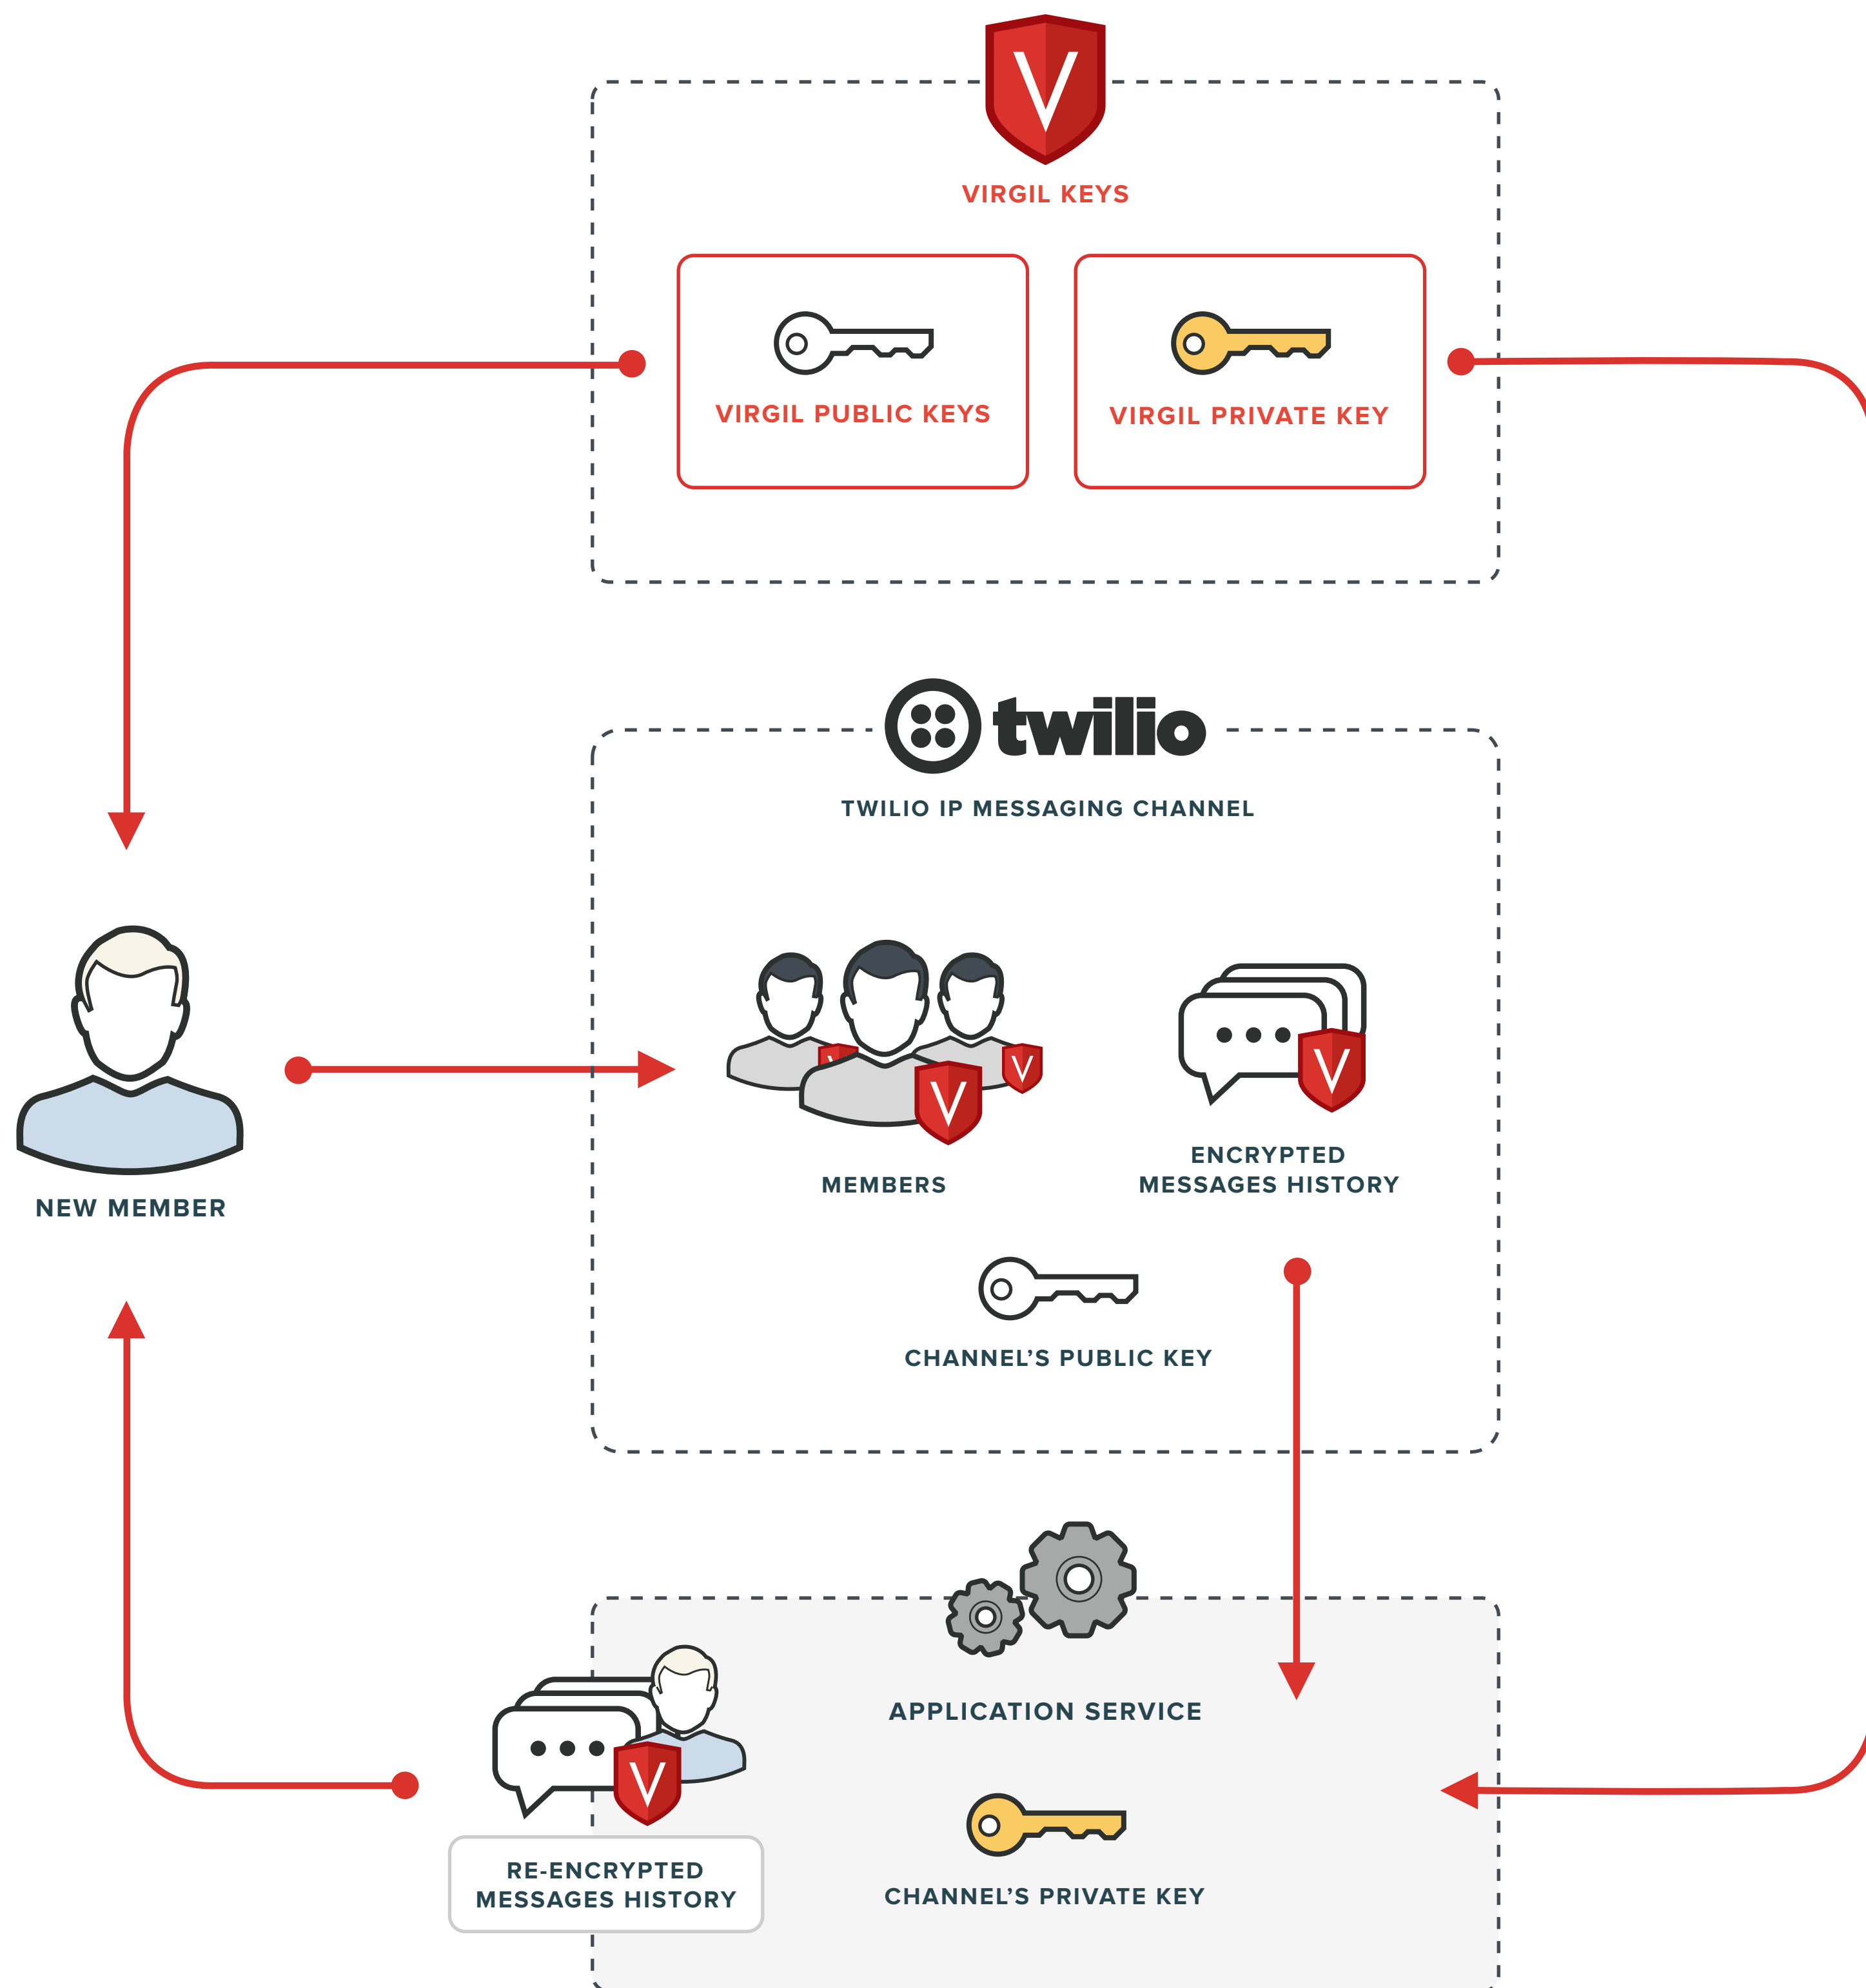 V
VIRGIL KEYS
VIRGIL PUBLIC KEYS
VIRGIL PRIVATE KEY
twilio
TWILIO IP MESSAGING CHANNEL
V
V
V
V
NEW MEMBER
MEMBERS
ENCRYPTED
MESSAGES HISTORY
CHANNEL’S PUBLIC KEY
APPLICATION SERVICE
V
RE-ENCRYPTED
MESSAGES HISTORY
CHANNEL’S PRIVATE KEY